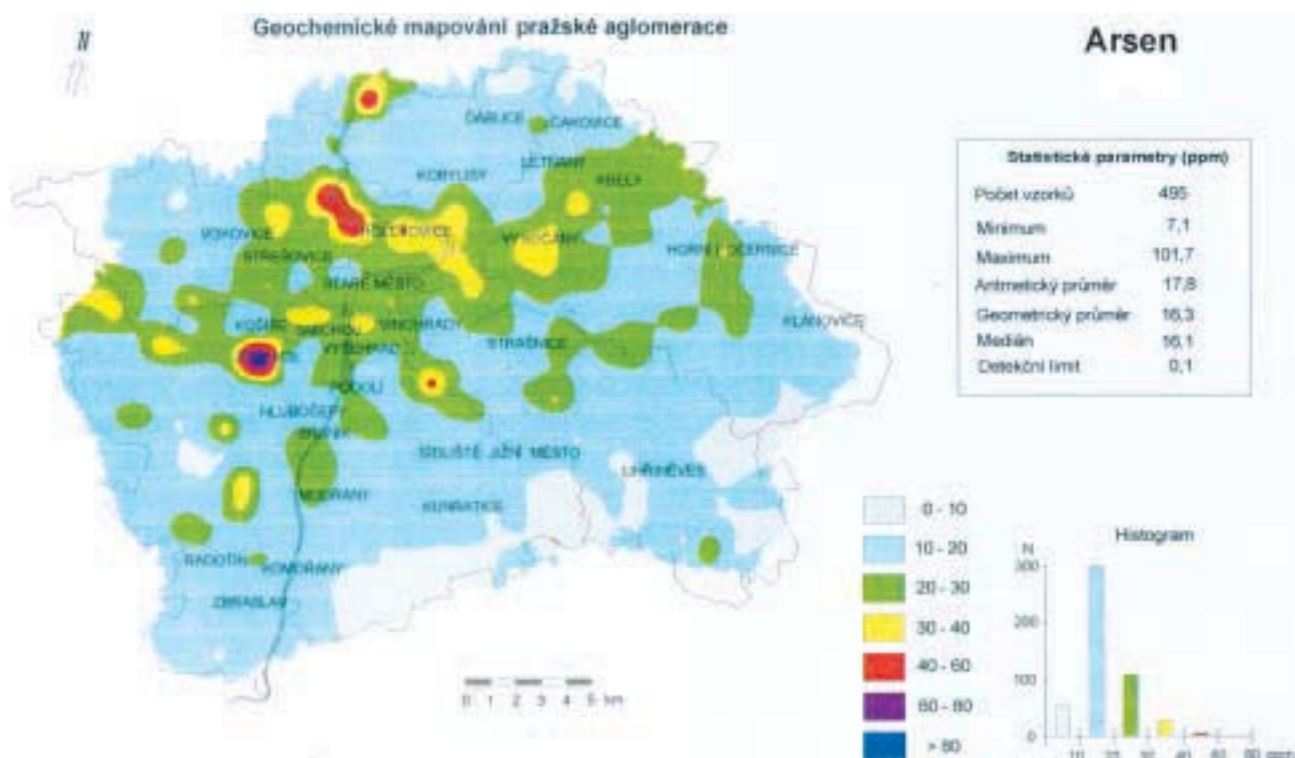 Geochemické mapování pražské aglomerace
Arsen
N
Statistické parametry (ppm)
Počet vzorků 495
Minimum 7,1
Maximum 101,7
Aritmetický průměr 17,8
Geometrický průměr 16,3
Medián 16,1
Detekční limit 0,1
ĎÁBLICE
ČAKOVICE
LETŇANY
KOBYLISY
KBELY
VOKOVICE
HOLEŠOVICE
VYSOČANY
STŘEŠOVICE
HORNÍ POČERNICE
STARÉ MĚSTO
KOŠÍŘE
SMÍCHOV
VINOHRADY
KLÁNOVICE
VYŠEHRAD
STRAŠNICE
PODOLÍ
HLUBOČEPY
BRANÍK
SÍDLIŠTĚ JIŽNÍ MĚSTO
UHŘÍNĚVES
MODŘANY
KUNRATICE
RADOTÍN
KOMOŘANY
ZBRASLAV
0 1 2 3 4 5 km
0 - 10
10 - 20
20 - 30
30 - 40
40 - 60
60 - 80
> 80
Histogram
N
300
200
100
0
10 20 30 40 60 80 ppm